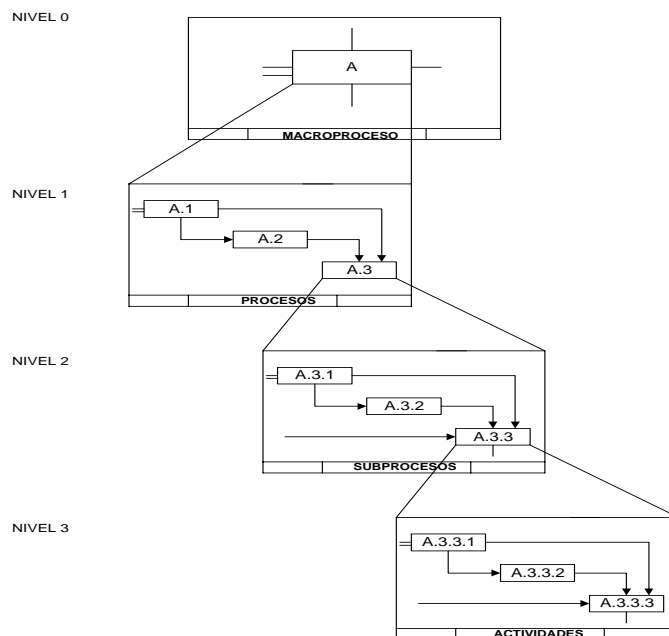 NIVEL 0
A
MACROPROCESO
NIVEL 1
A.1
A.2
A.3
PROCESOS
NIVEL 2
A.3.1
A.3.2
A.3.3
SUBPROCESOS
NIVEL 3
A.3.3.1
A.3.3.2
A.3.3.3
ACTIVIDADES